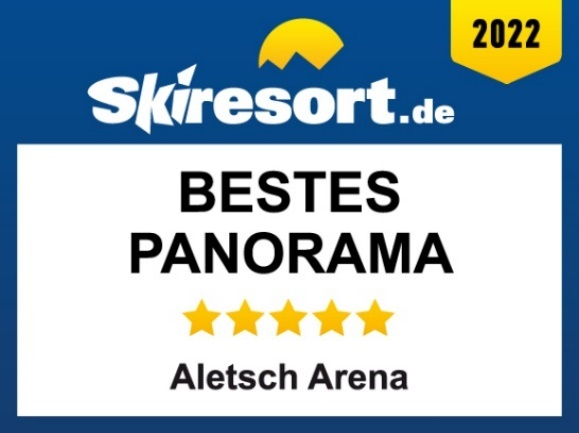 2022
Skiresort.de
BESTES
PANORAMA
Aletsch Arena